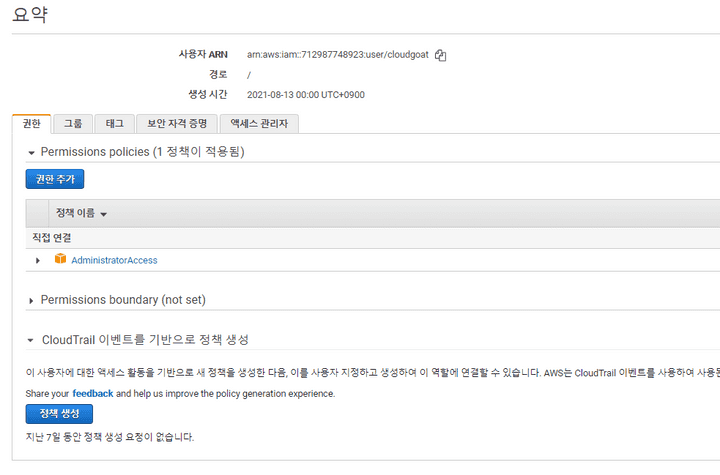 요약
사용자 ARN arn:aws:iam::712987748923:user/cloudgoat
경로 /
생성 시간 2021-08-13 00:00 UTC+0900
권한 그룹 태그 보안 자격 증명 액세스 관리자
Permissions policies (1 정책이 적용됨)
권한 추가
정책 이름
직접 연결
AdministratorAccess
Permissions boundary (not set)
CloudTrail 이벤트를 기반으로 정책 생성
이 사용자에 대한 액세스 활동을 기반으로 새 정책을 생성한 다음, 이를 사용자 지정하고 생성하여 이 역할에 연결할 수 있습니다. AWS는 CloudTrail 이벤트를 사용하여 사용된
Share your feedback and help us improve the policy generation experience.
정책 생성
지난 7일 동안 정책 생성 요청이 없습니다.